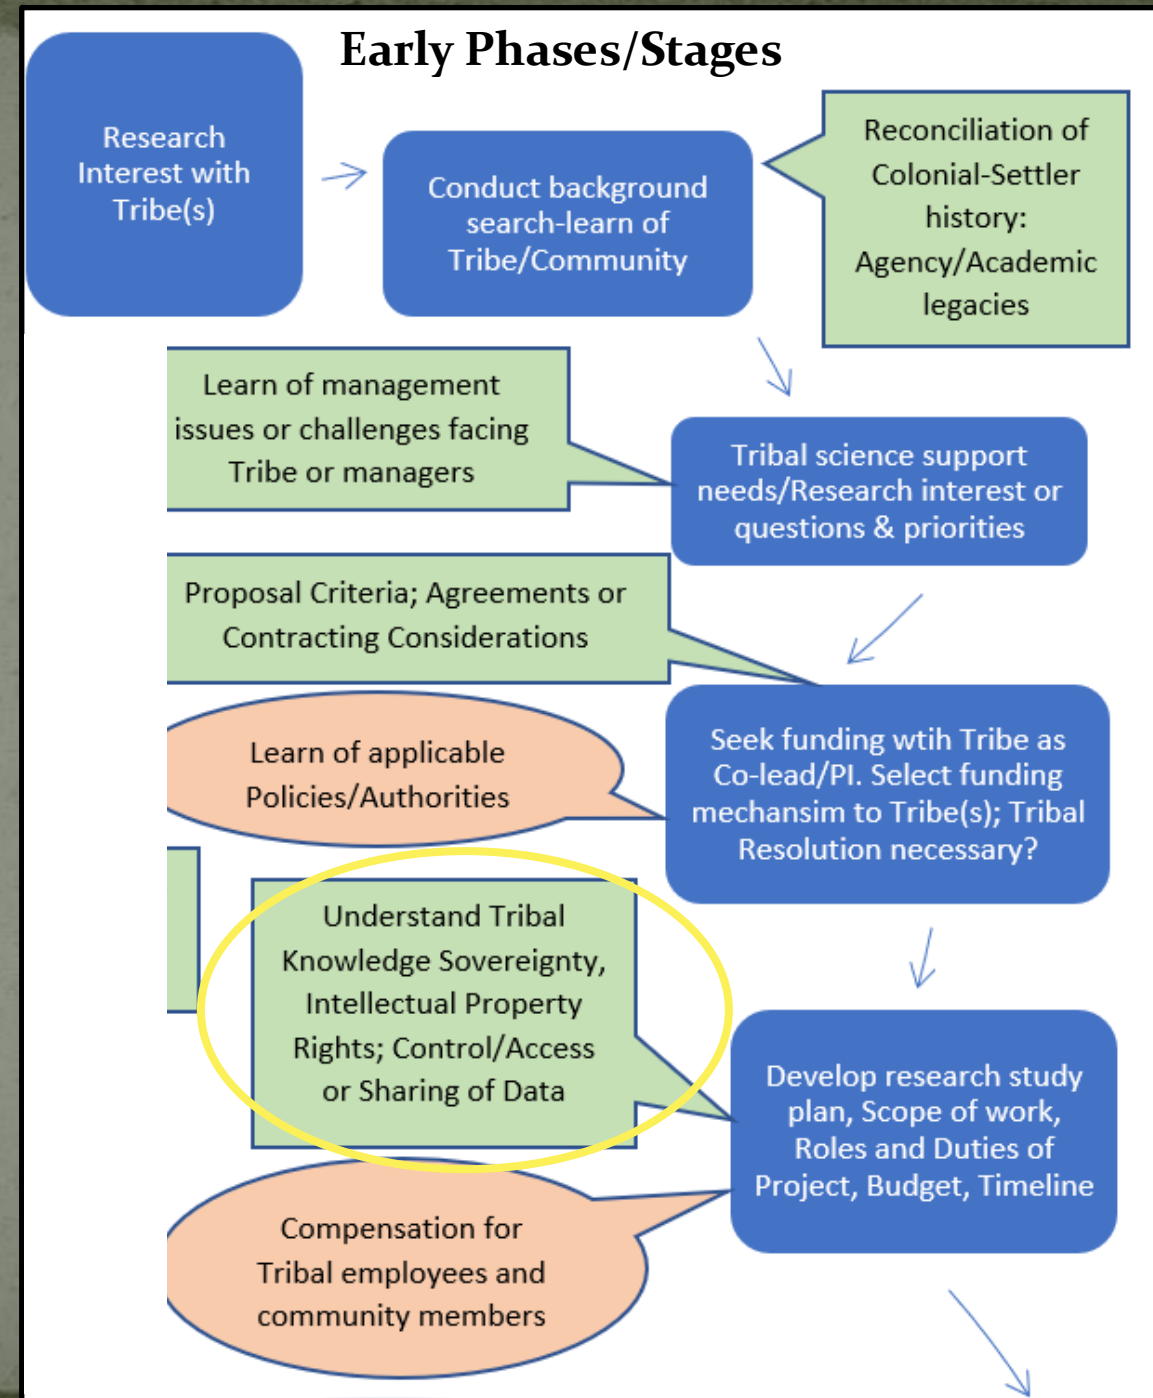 Early Phases/Stages
Research
Interest with
Tribe(s)
Conduct background
search-learn of
Tribe/Community
Reconciliation of
Colonial-Settler
history:
Agency/Academic
legacies
Learn of management
issues or challenges facing
Tribe or managers
Tribal science support
needs/Research interest or
questions & priorities
Proposal Criteria; Agreements or
Contracting Considerations
Learn of applicable
Policies/Authorities
Seek funding wtih Tribe as
Co-lead/PI. Select funding
mechansim to Tribe(s); Tribal
Resolution necessary?
Understand Tribal
Knowledge Sovereignty,
Intellectual Property
Rights; Control/Access
or Sharing of Data
Develop research study
plan, Scope of work,
Roles and Duties of
Project, Budget, Timeline
Compensation for
Tribal employees and
community members